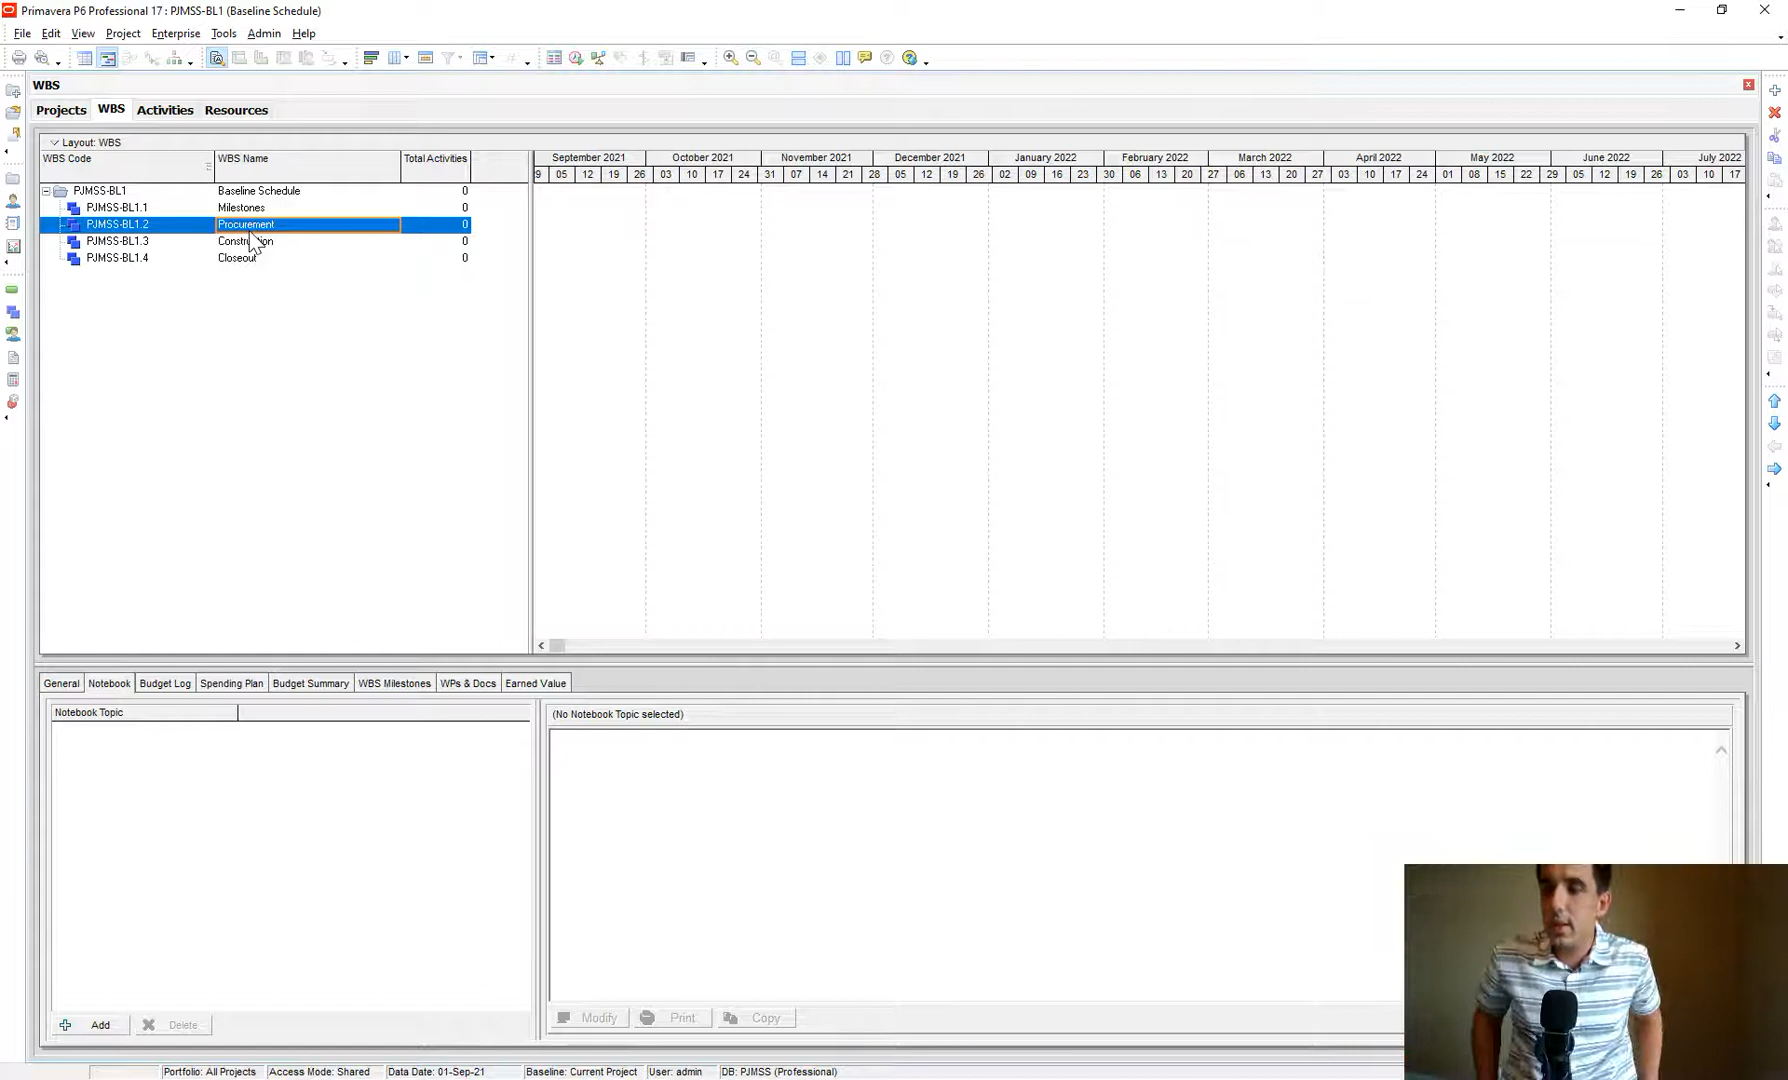 Primavera P6 Professional 17 : PJMSS-BL1 (Baseline Schedule)
File Edit View Project Enterprise Tools Admin Help
WBS
Projects WBS Activities Resources
Layout: WBS
WBS Code WBS Name Total Activities
September 2021 October 2021 November 2021 December 2021 January 2022 February 2022 March 2022 April 2022 May 2022 June 2022 July 2022
9 05 12 19 26 03 10 17 24 31 07 14 21 28 05 12 19 26 02 09 16 23 30 06 13 20 27 06 13 20 27 03 10 17 24 01 08 15 22 29 05 12 19 26 03 10 17
PJMSS-BL1 Baseline Schedule 0
PJMSS-BL1.1 Milestones 0
PJMSS-BL1.2 Procurement 0
PJMSS-BL1.3 Construction 0
PJMSS-BL1.4 Closeout 0
General Notebook Budget Log Spending Plan Budget Summary WBS Milestones WPs & Docs Earned Value
Notebook Topic
(No Notebook Topic selected)
Add Delete
Modify Print Copy
Portfolio: All Projects Access Mode: Shared Data Date: 01-Sep-21 Baseline: Current Project User: admin DB: PJMSS (Professional)